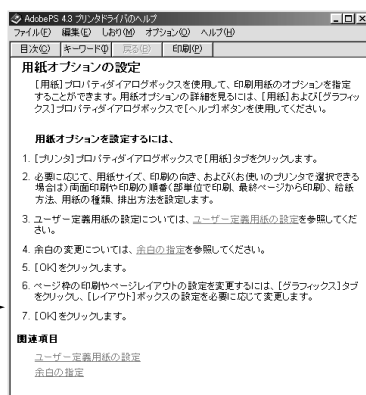 AdobePS 4.3 プリンタドライバのヘルプ
ファイル(F) 編集(E) しおり(M) オプション(O) ヘルプ(H)
目次(C) キーワード(I) 戻る(B) 印刷(P)
用紙オプションの設定
[用紙]プロパティダイアログボックスを使用して、印刷用紙のオプションを指定
することができます。用紙オプションの詳細を見るには、[用紙]および[グラフィッ
クス]プロパティダイアログボックスで[ヘルプ]ボタンを使用してください。
用紙オプションを設定するには、
1. [プリンタ]プロパティダイアログボックスで[用紙]タブをクリックします。
2. 必要に応じて、用紙サイズ、印刷の向き、および(お使いのプリンタで選択できる
場合は)両面印刷や印刷の順番(部単位で印刷、最終ページから印刷)、給紙
方法、用紙の種類、排出方法を設定します。
3. ユーザー定義用紙の設定については、ユーザー定義用紙の設定を参照してくだ
さい。
4. 余白の変更については、余白の指定を参照してください。
5. [OK]をクリックします。
6. ページ枠の印刷やページレイアウトの設定を変更するには、[グラフィックス]タブ
をクリックし、[レイアウト]ボックスの設定を必要に応じて変更します。
7. [OK]をクリックします。
関連項目
ユーザー定義用紙の設定
余白の指定